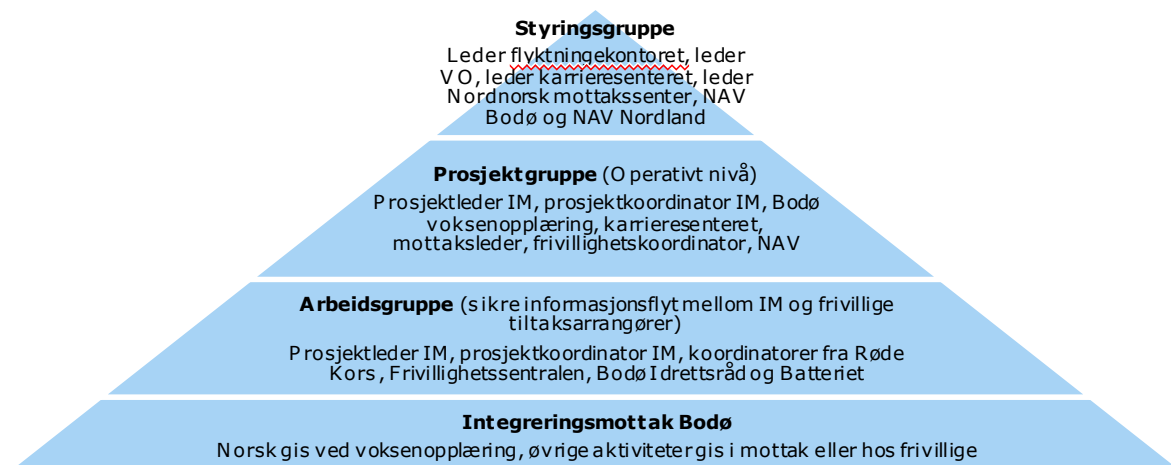 Styringsgruppe
Leder flyktningekontoret, leder
VO, leder karrieresenteret, leder
Nordnorsk mottakssenter, NAV
Bodø og NAV Nordland
Prosjektgruppe (Operativt nivå)
Prosjektleder IM, prosjektkoordinator IM, Bodø
voksenopplæring, karrieresenteret,
mottaksleder, frivillighetskoordinator, NAV
Arbeidsgruppe (sikre informasjonsflyt mellom IM og frivillige
tiltaksarrangører)
Prosjektleder IM, prosjektkoordinator IM, koordinatorer fra Røde
Kors, Frivillighetssentralen, Bodø Idrettsråd og Batteriet
Integreringsmottak Bodø
Norsk gis ved voksenopplæring, øvrige aktiviteter gis i mottak eller hos frivillige